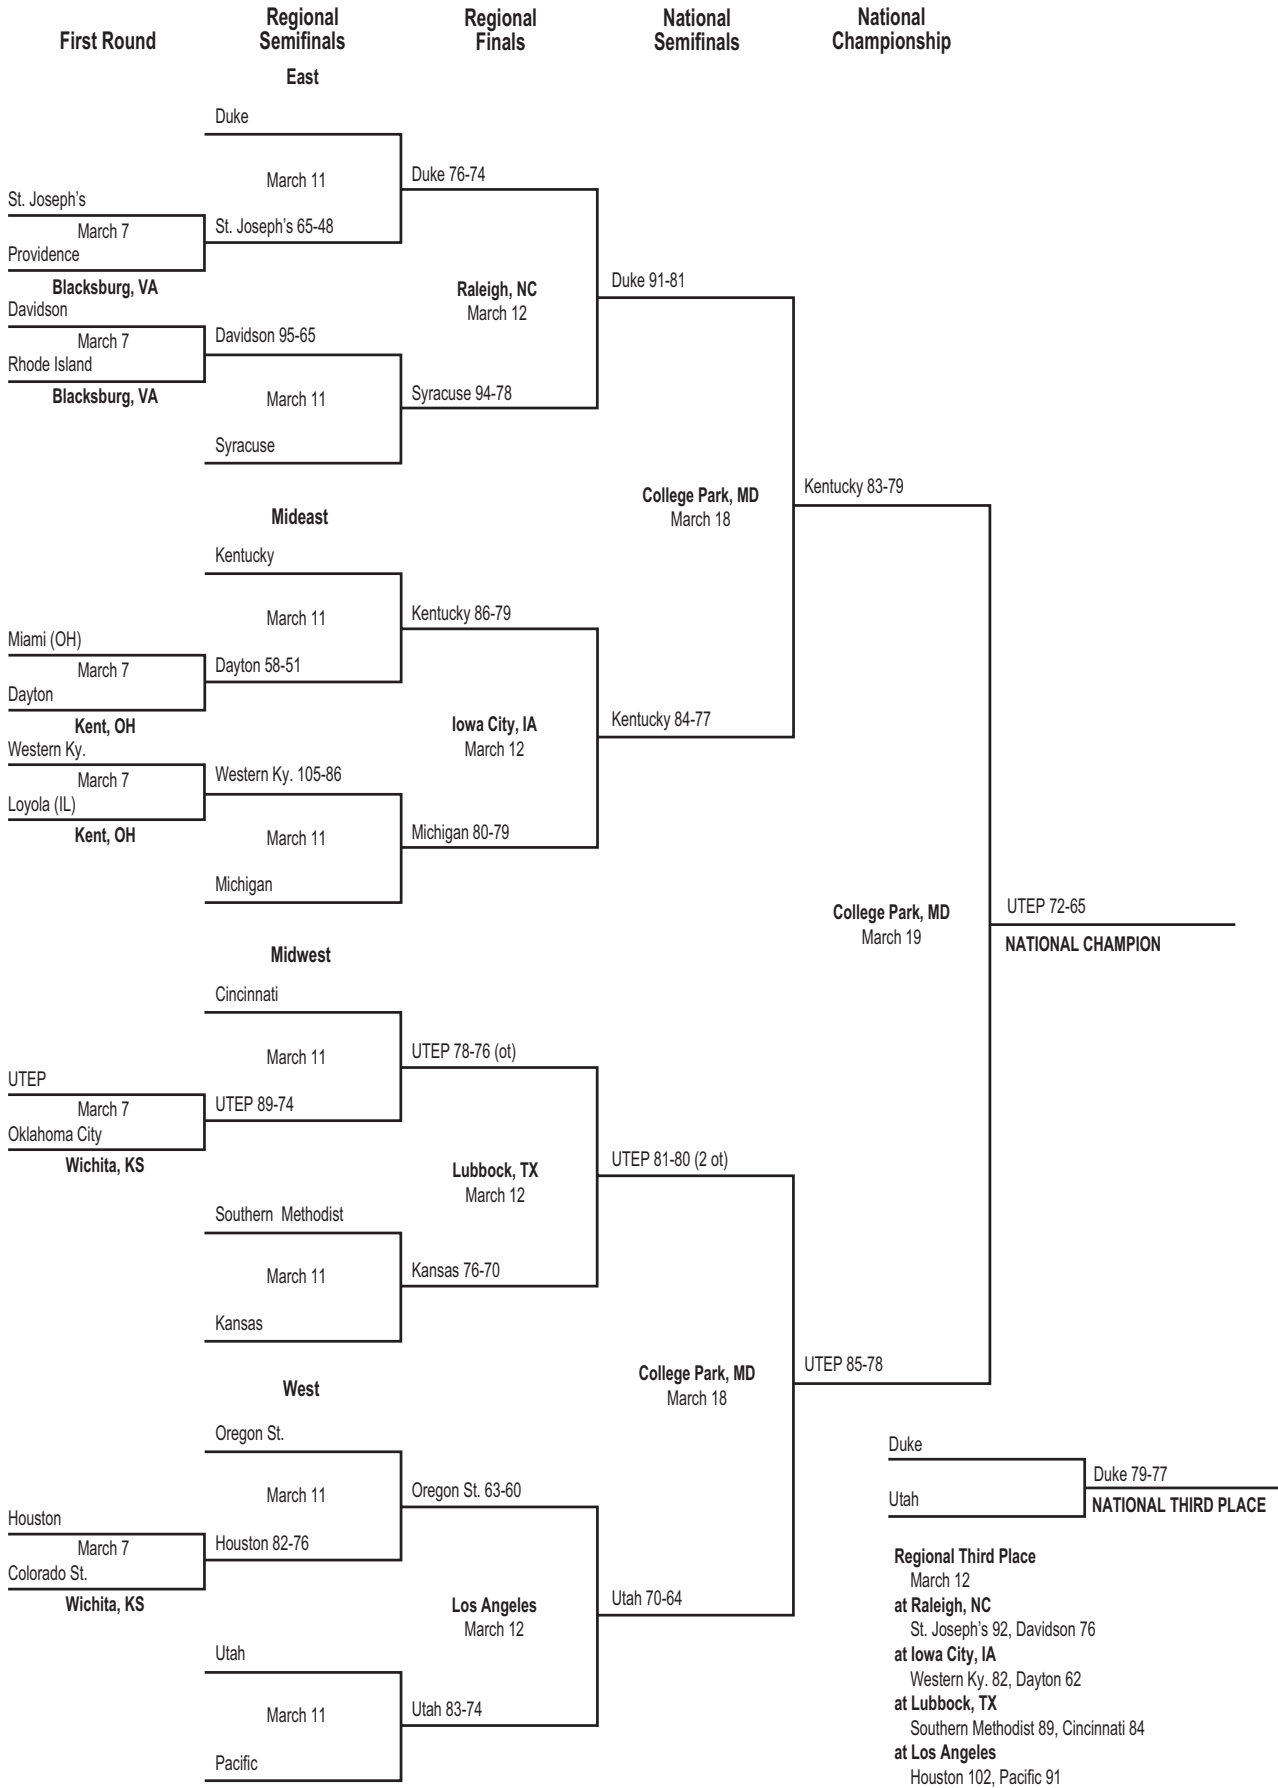 First Round
Regional
Semifinals
Regional
Finals
National
Semifinals
National
Championship
East
Duke
March 11
Duke 76-74
St. Joseph's
March 7
St. Joseph's 65-48
Providence
Blacksburg, VA
Raleigh, NC
March 12
Duke 91-81
Davidson
March 7
Davidson 95-65
Rhode Island
Blacksburg, VA
March 11
Syracuse 94-78
Syracuse
College Park, MD
March 18
Kentucky 83-79
Mideast
Kentucky
March 11
Kentucky 86-79
Miami (OH)
March 7
Dayton 58-51
Dayton
Kent, OH
Iowa City, IA
March 12
Kentucky 84-77
Western Ky.
March 7
Western Ky. 105-86
Loyola (IL)
Kent, OH
March 11
Michigan 80-79
Michigan
College Park, MD
March 19
UTEP 72-65
NATIONAL CHAMPION
Midwest
Cincinnati
March 11
UTEP 78-76 (ot)
UTEP
March 7
UTEP 89-74
Oklahoma City
Wichita, KS
Lubbock, TX
March 12
UTEP 81-80 (2 ot)
Southern  Methodist
March 11
Kansas 76-70
Kansas
College Park, MD
March 18
UTEP 85-78
West
Oregon St.
March 11
Oregon St. 63-60
Houston
March 7
Houston 82-76
Colorado St.
Wichita, KS
Los Angeles
March 12
Utah 70-64
Utah
March 11
Utah 83-74
Pacific
Duke
Duke 79-77
Utah
NATIONAL THIRD PLACE
Regional Third Place
March 12
at Raleigh, NC
St. Joseph's 92, Davidson 76
at Iowa City, IA
Western Ky. 82, Dayton 62
at Lubbock, TX
Southern Methodist 89, Cincinnati 84
at Los Angeles
Houston 102, Pacific 91